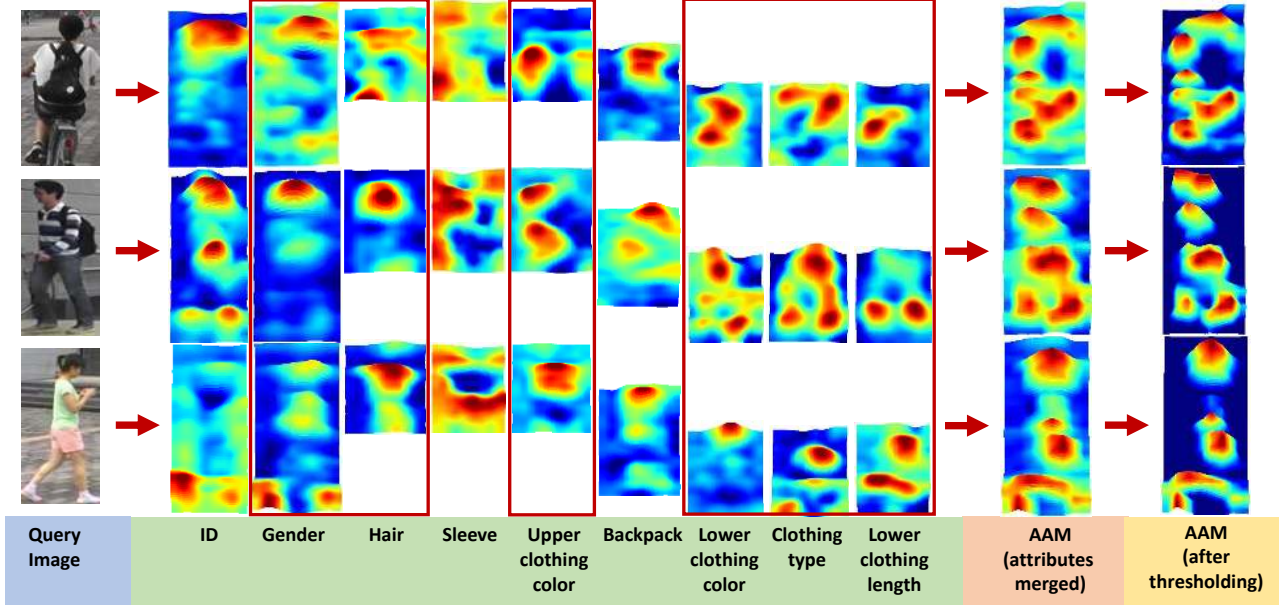 Query
Image
ID
Gender
Hair
Sleeve
Upper
clothing
color
Backpack
Lower
clothing
color
Clothing
type
Lower
clothing
length
AAM
(attributes
merged)
AAM
(after
thresholding)